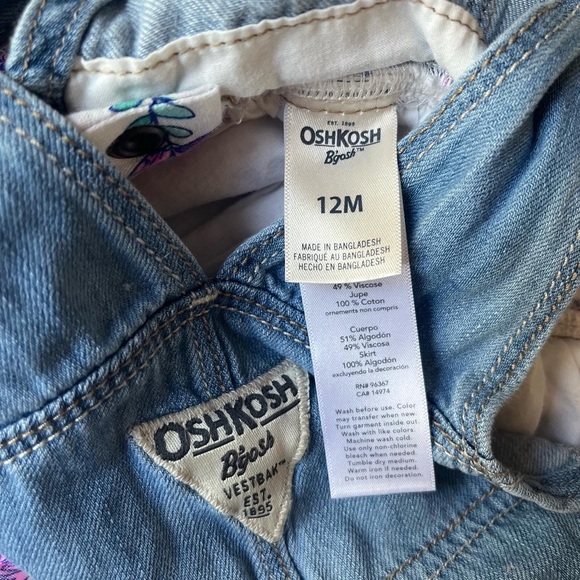 EST. 1895
OSHKOSH
B'gosh™
12M
MADE IN BANGLADESH
FABRIQUÉ AU BANGLADESH
HECHO EN BANGLADESH
49 % Viscose
Jupe
100 % Coton
ornements non compris
Cuerpo
51% Algodón
49% Viscosa
Skirt
100% Algodón
excluyendo la decoración
RN# 96367
CA# 14974
Wash before use. Color
may transfer when new.
Turn garment inside out.
Wash with like colors.
Machine wash cold.
Use only non-chlorine
bleach when needed.
Tumble dry medium.
Warm iron if needed.
Do not iron decoration.
OSHKOSH
B'gosh
VESTBAK™
EST.
1895